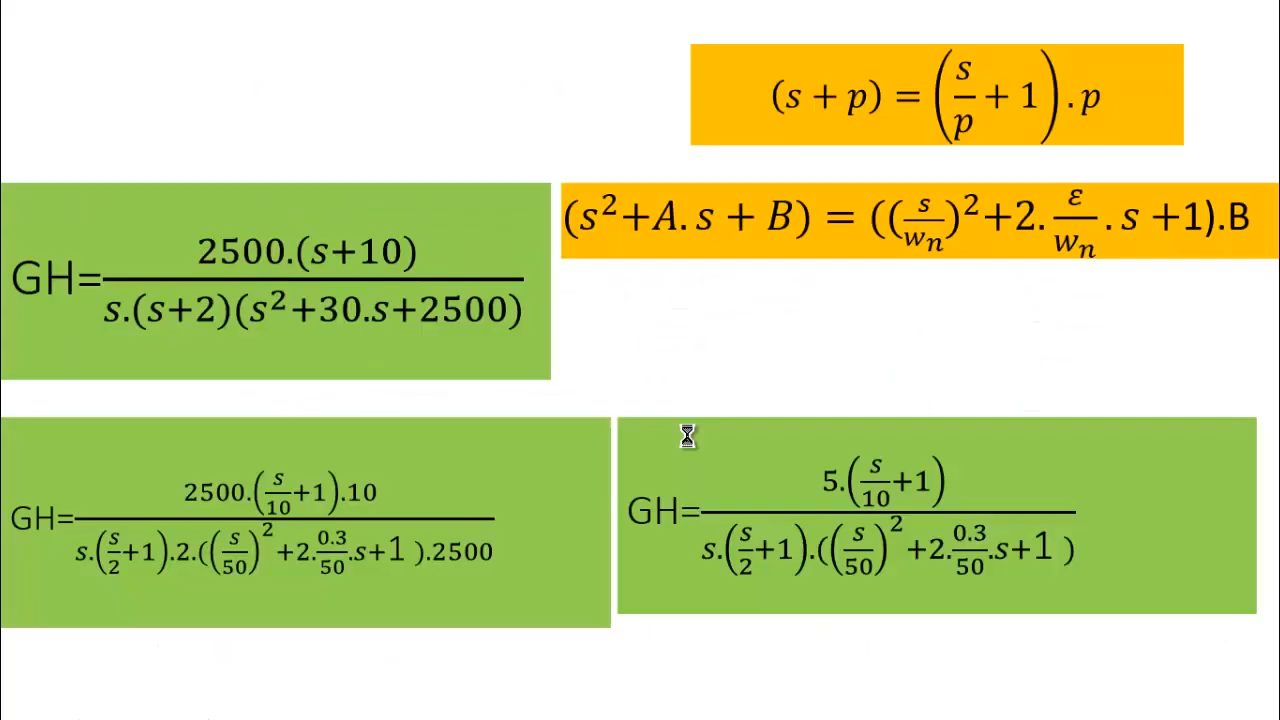 (s + p) = (s/p + 1) . p
(s²+A. s + B) = ((s/wₙ)²+2. ε/wₙ . s +1).B
GH= 2500.(s+10) / s.(s+2)(s²+30.s+2500)
GH= 2500.(s/10+1).10 / s.(s/2+1).2.((s/50)²+2.0.3/50.s+1 ).2500
GH= 5.(s/10+1) / s.(s/2+1).((s/50)²+2.0.3/50.s+1 )